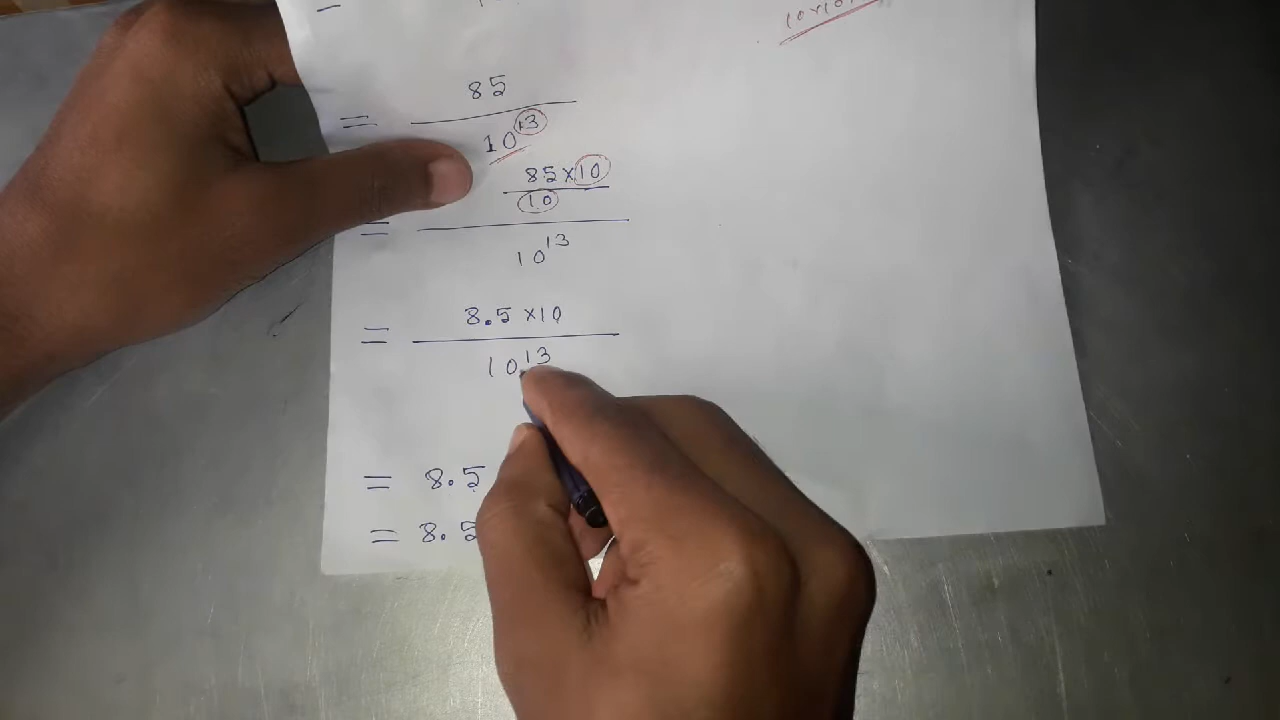 = 85 / 10^13
= (85×10 / 10) / 10^13
= 8.5×10 / 10^13
= 8.5
= 8.5